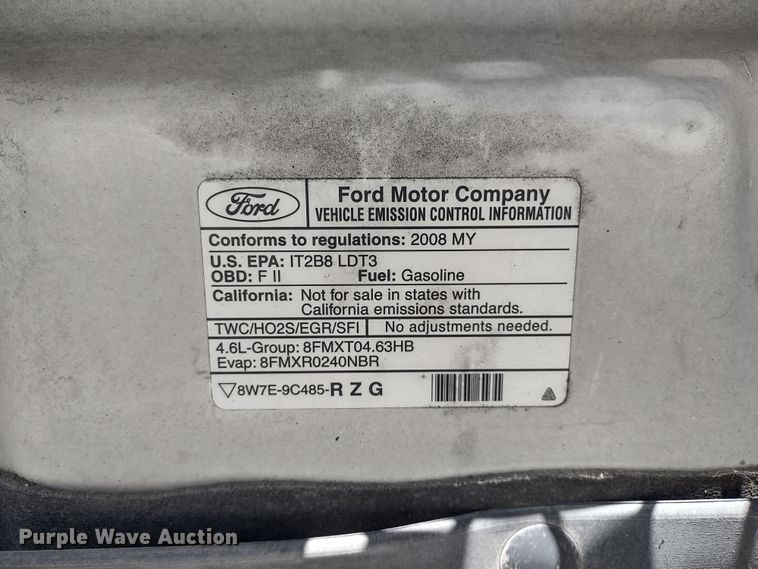 Ford
Ford Motor Company
VEHICLE EMISSION CONTROL INFORMATION
Conforms to regulations: 2008 MY
U.S. EPA: IT2B8 LDT3
OBD: F II Fuel: Gasoline
California: Not for sale in states with
California emissions standards.
TWC/HO2S/EGR/SFI No adjustments needed.
4.6L-Group: 8FMXT04.63HB
Evap: 8FMXR0240NBR
8W7E-9C485-R Z G
Purple Wave Auction